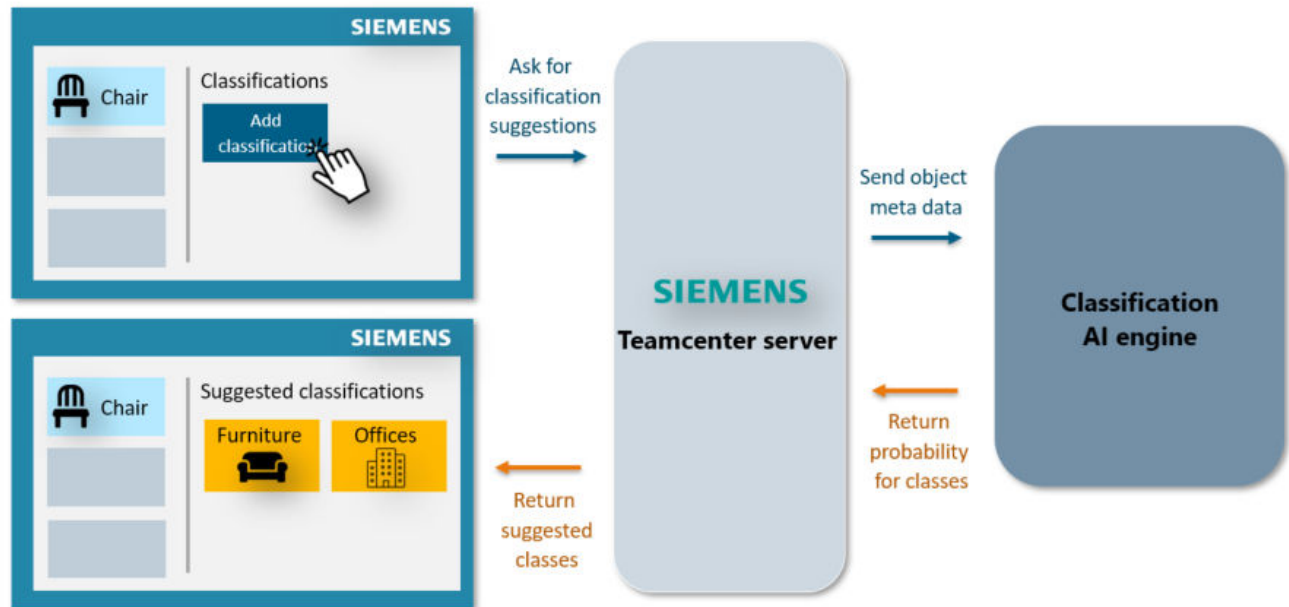 SIEMENS
Chair
Classifications
Add
classification
Ask for
classification
suggestions
Send object
meta data
SIEMENS
Teamcenter server
Classification
AI engine
SIEMENS
Chair
Suggested classifications
Furniture
Offices
Return
suggested
classes
Return
probability
for classes